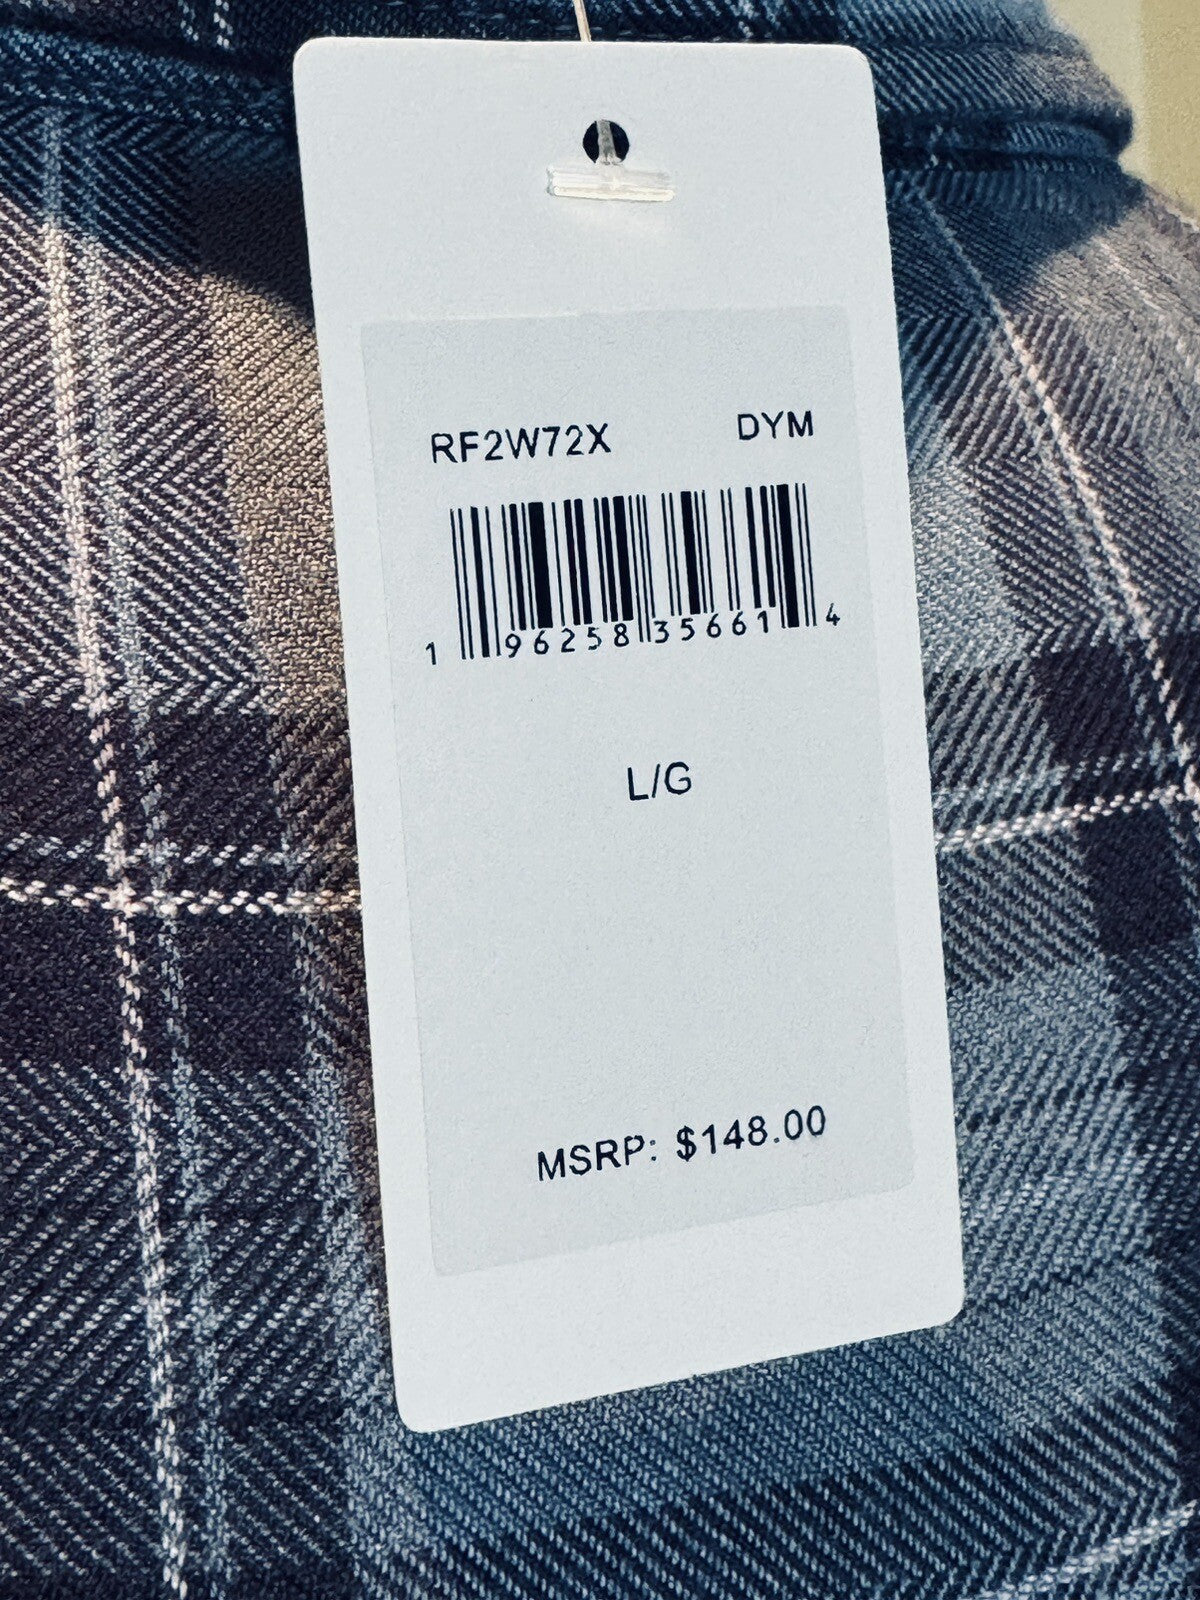 RF2W72X DYM
1 96258 35661 4
L/G
MSRP: $148.00